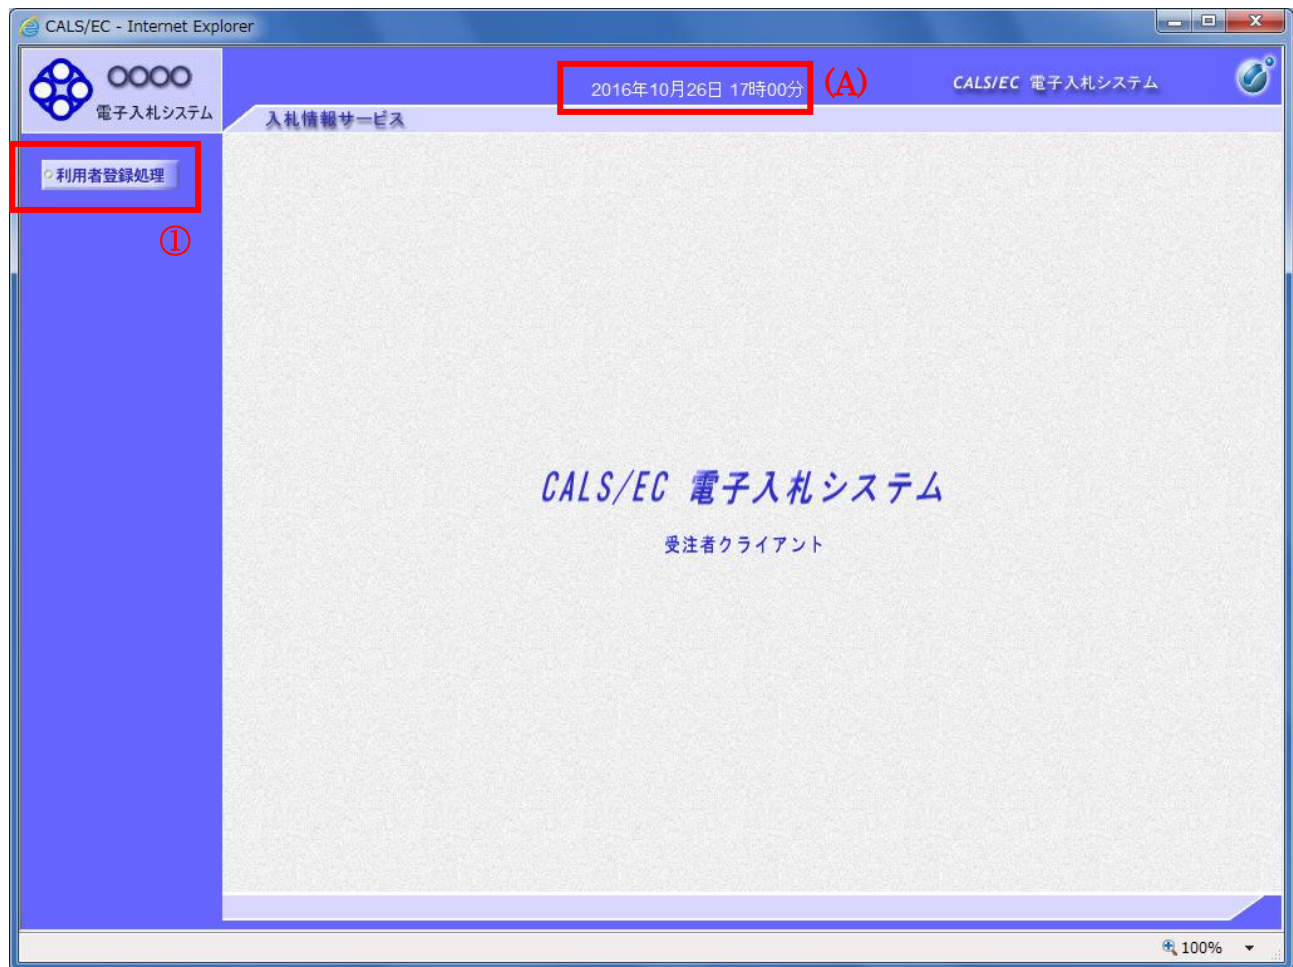 CALS/EC - Internet Explorer
○○○○
電子入札システム
2016年10月26日 17時00分
(A)
CALS/EC 電子入札システム
入札情報サービス
利用者登録処理
①
CALS/EC 電子入札システム
受注者クライアント
100%